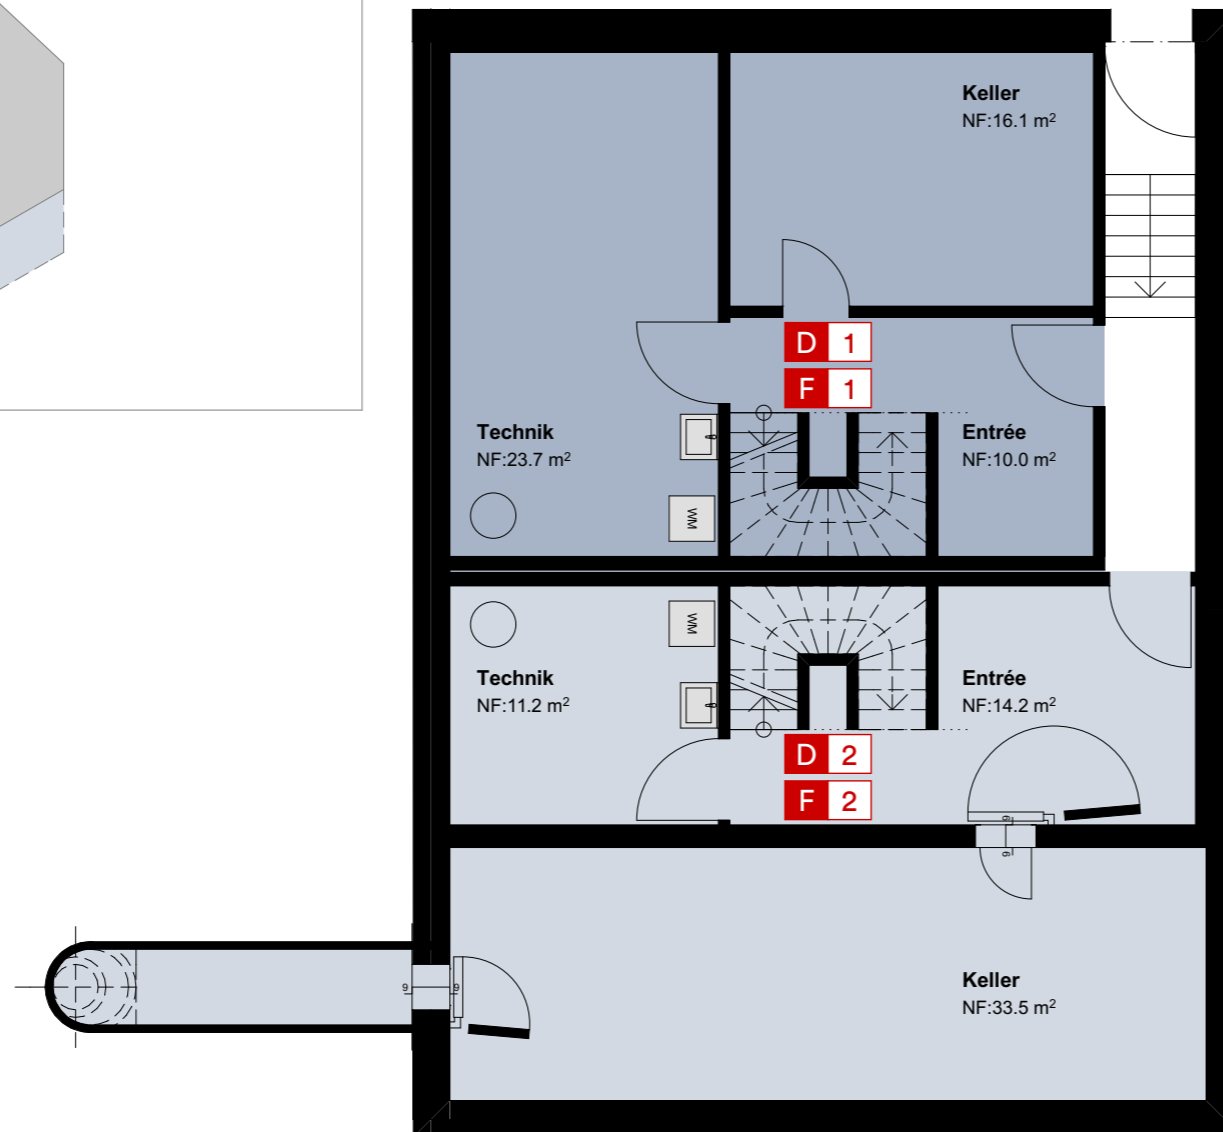 Keller
NF:16.1 m²
D 1
F 1
Technik
NF:23.7 m²
Entrée
NF:10.0 m²
WM
WM
Technik
NF:11.2 m²
Entrée
NF:14.2 m²
D 2
F 2
9
9
Keller
NF:33.5 m²
9 9